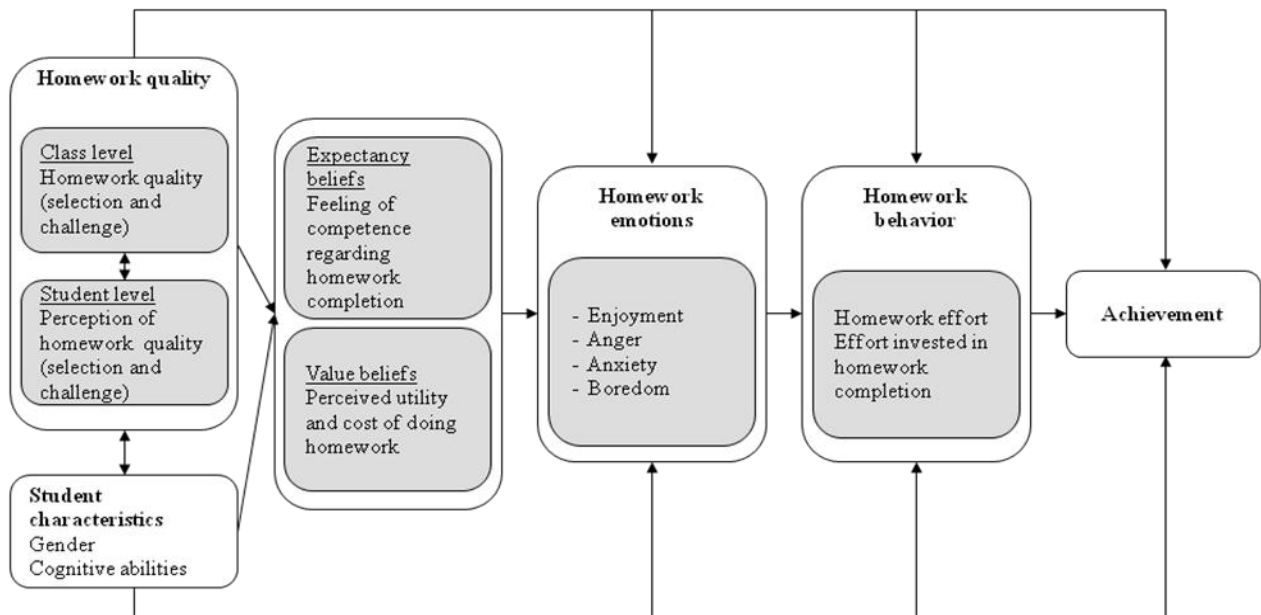 Homework quality
Class level
Homework quality
(selection and
challenge)
Student level
Perception of
homework quality
(selection and
challenge)
Student
characteristics
Gender
Cognitive abilities
Expectancy
beliefs
Feeling of
competence
regarding
homework
completion
Value beliefs
Perceived utility
and cost of doing
homework
Homework
emotions
- Enjoyment
- Anger
- Anxiety
- Boredom
Homework
behavior
Homework effort
Effort invested in
homework
completion
Achievement